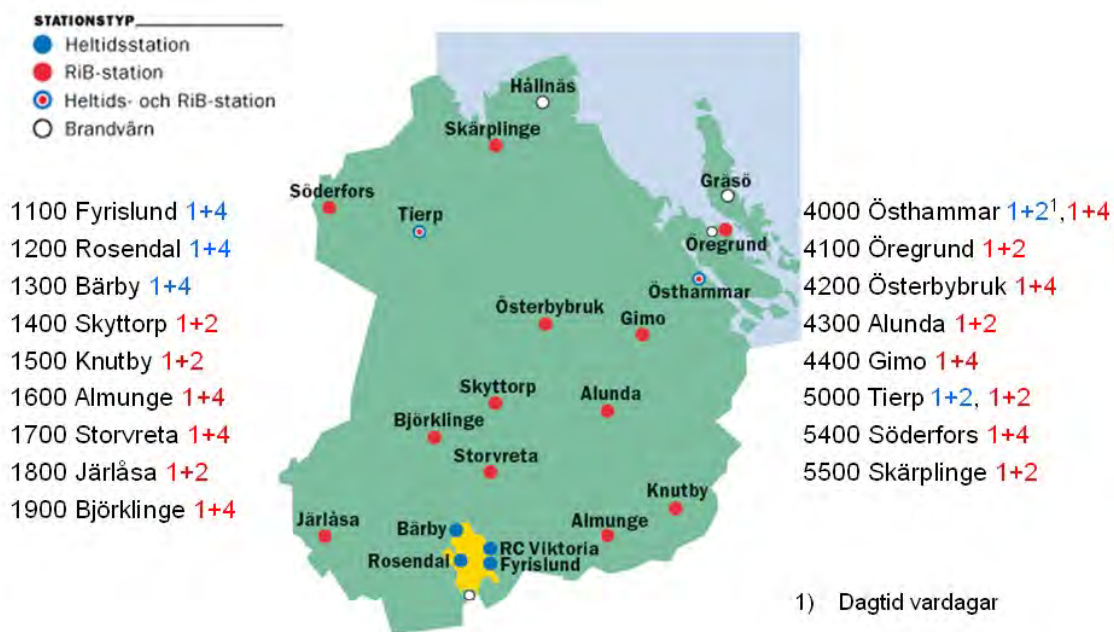 STATIONSTYP
Heltidsstation
RiB-station
Heltids- och RiB-station
Brandvärn
1100 Fyrislund 1+4
1200 Rosendal 1+4
1300 Bärby 1+4
1400 Skyttorp 1+2
1500 Knutby 1+2
1600 Almunge 1+4
1700 Storvreta 1+4
1800 Järlåsa 1+2
1900 Björklinge 1+4
Hållnäs
Skärplinge
Söderfors
Tierp
Gräsö
Öregrund
Östhammar
Österbybruk
Gimo
Skyttorp
Alunda
Björklinge
Storvreta
Knutby
Järlåsa
Bärby
Almunge
RC Viktoria
Rosendal
Fyrislund
4000 Östhammar 1+2¹, 1+4
4100 Öregrund 1+2
4200 Österbybruk 1+4
4300 Alunda 1+2
4400 Gimo 1+4
5000 Tierp 1+2, 1+2
5400 Söderfors 1+4
5500 Skärplinge 1+2
1) Dagtid vardagar